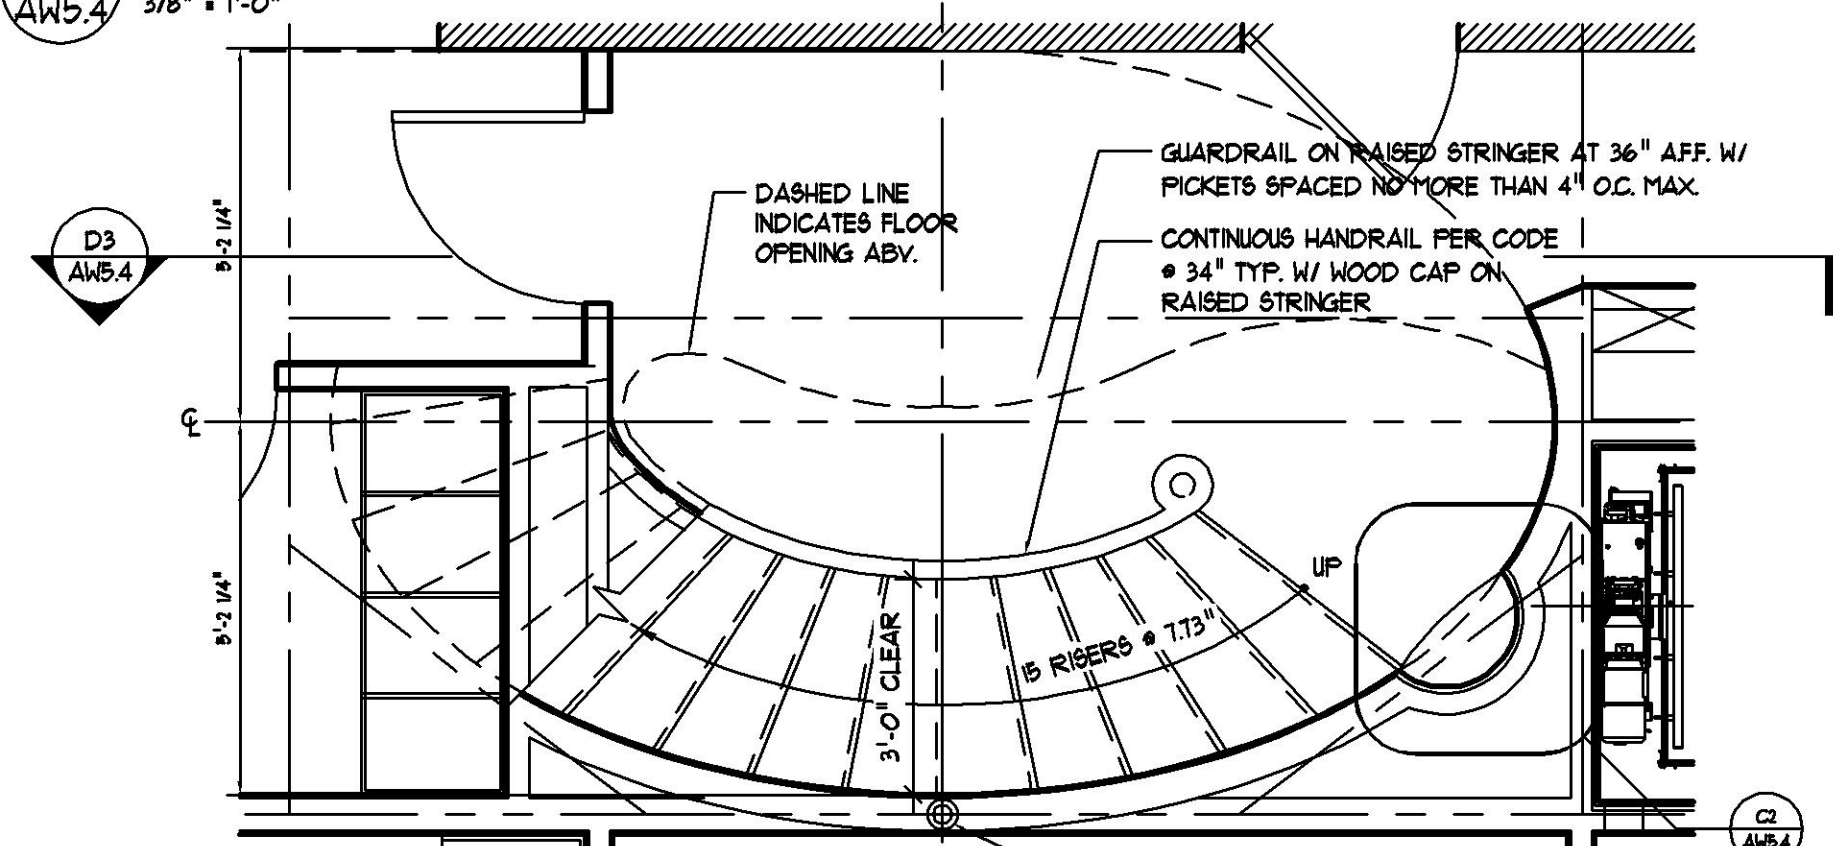 AW5.4
3/8" = 1'-0"
DASHED LINE
INDICATES FLOOR
OPENING ABV.
GUARDRAIL ON RAISED STRINGER AT 36" A.F.F. W/
PICKETS SPACED NO MORE THAN 4" O.C. MAX.
CONTINUOUS HANDRAIL PER CODE
@ 34" TYP. W/ WOOD CAP ON
RAISED STRINGER
D3
AW5.4
5'-2 1/4"
℄
5'-2 1/4"
3'-0" CLEAR
15 RISERS @ 7.73"
UP
C2
AW5.4